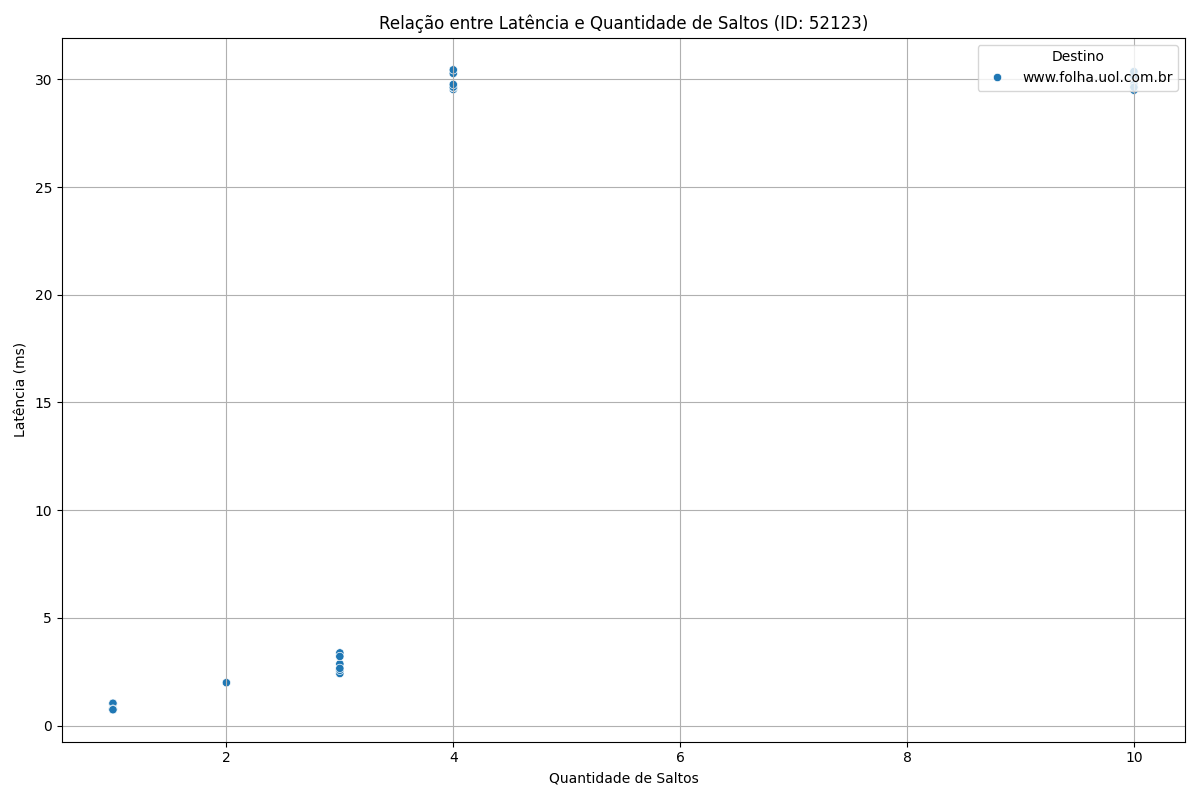 Relação entre Latência e Quantidade de Saltos (ID: 52123)
Destino
www.folha.uol.com.br
30
25
20
15
10
5
0
Latência (ms)
2
4
6
8
10
Quantidade de Saltos